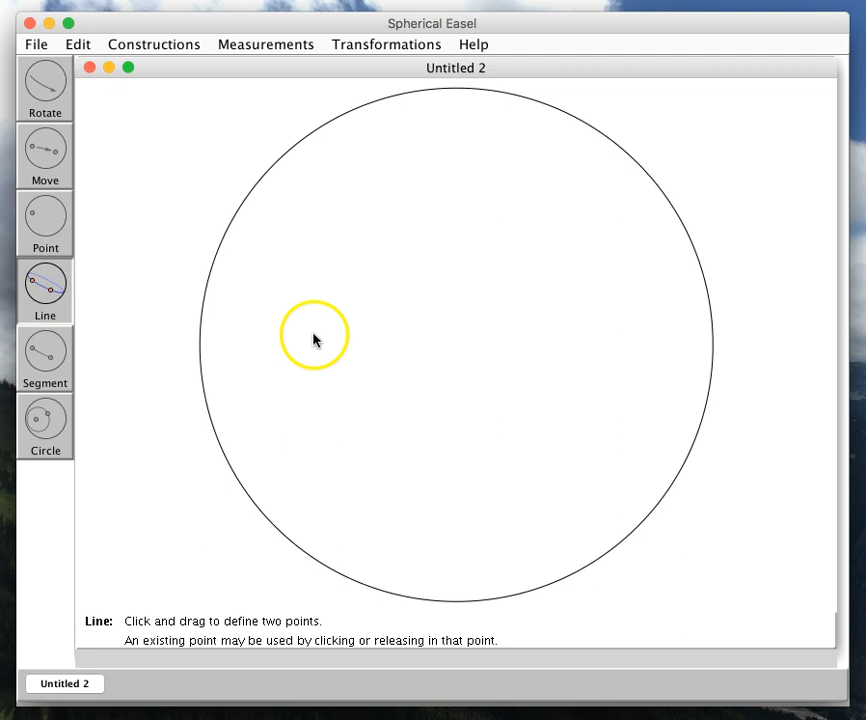 Spherical Easel
File Edit Constructions Measurements Transformations Help
Untitled 2
Rotate
Move
Point
Line
Segment
Circle
Line: Click and drag to define two points.
An existing point may be used by clicking or releasing in that point.
Untitled 2